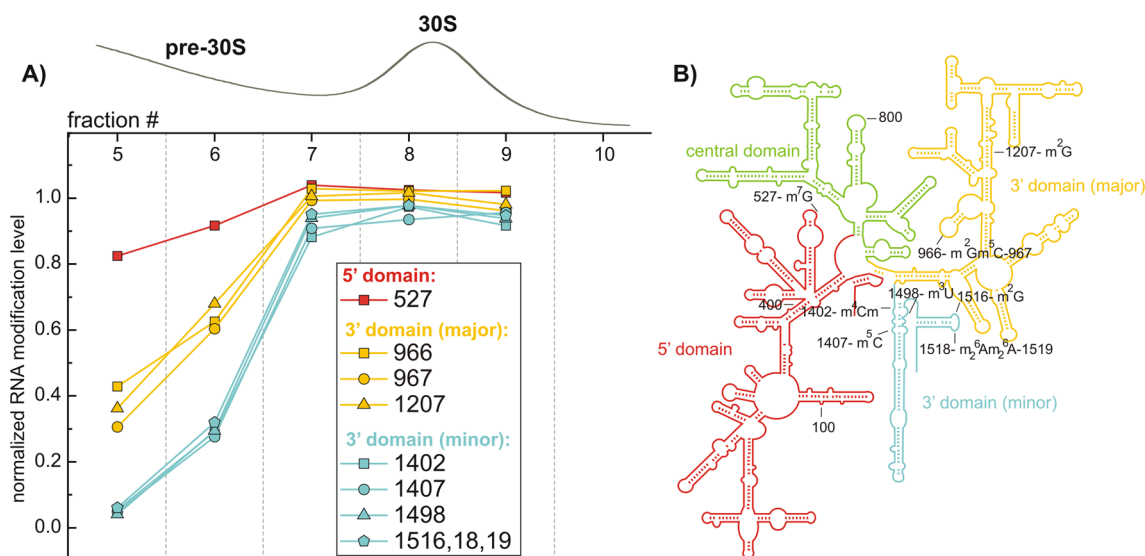 30S
pre-30S
A)
B)
fraction #
5 6 7 8 9 10
1.0
0.8
0.6
0.4
0.2
0.0
normalized RNA modification level
5' domain:
527
3' domain (major):
966
967
1207
3' domain (minor):
1402
1407
1498
1516,18,19
800
central domain
1207- m2G
527- m7G
3' domain (major)
966- m2Gm5C-967
1498- m3U
1516- m2G
400
1402- m4Cm
1407- m5C
1518- m62Am62A-1519
5' domain
3' domain (minor)
100